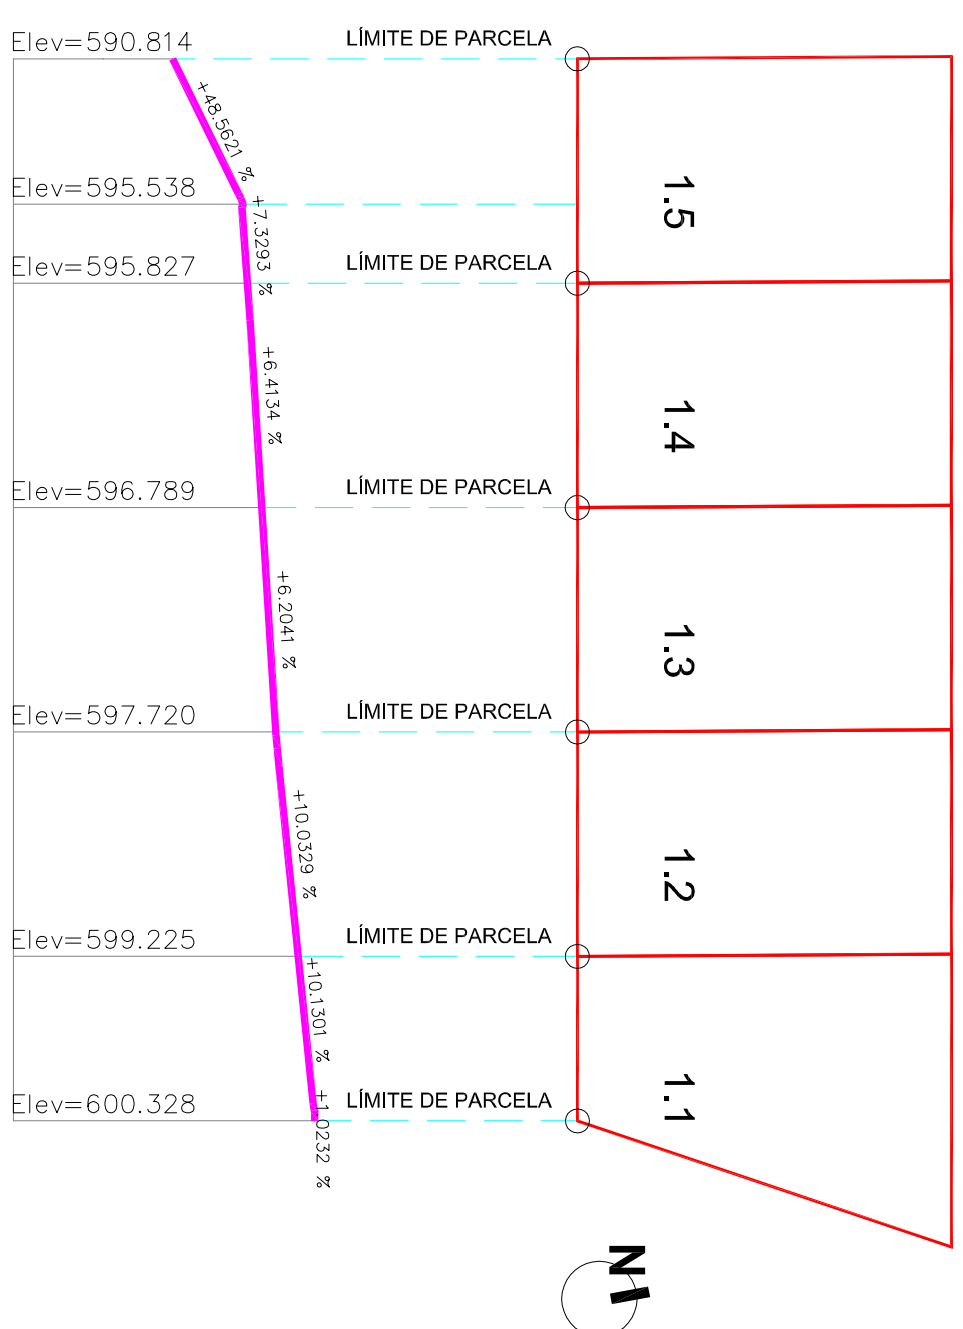 Elev=590.814
LÍMITE DE PARCELA
+48.5621 %
Elev=595.538
1.5
+7.3293 %
Elev=595.827
LÍMITE DE PARCELA
+6.4134 %
1.4
Elev=596.789
LÍMITE DE PARCELA
+6.2041 %
1.3
Elev=597.720
LÍMITE DE PARCELA
+10.0329 %
1.2
Elev=599.225
LÍMITE DE PARCELA
+10.1301 %
1.1
Elev=600.328
LÍMITE DE PARCELA
+1.0232 %
N